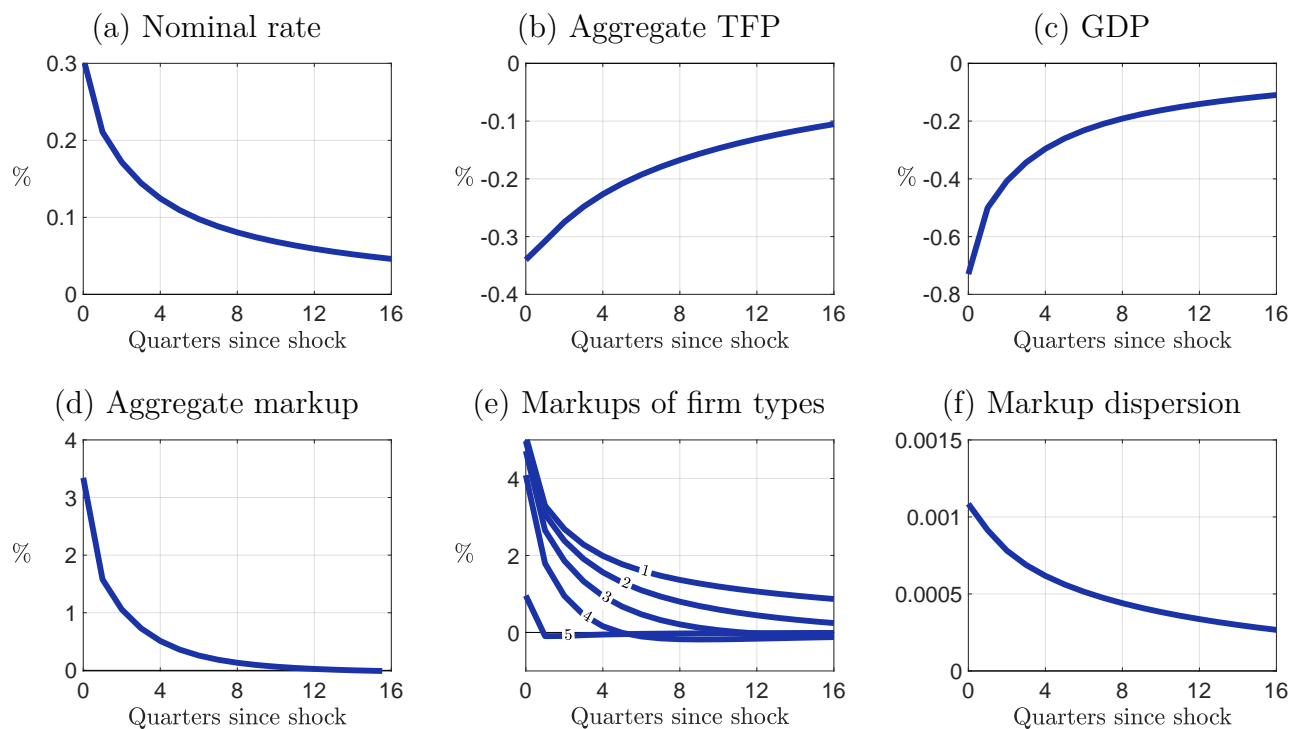 (a) Nominal rate
0.3
0.2
0.1
0
%
0 4 8 12 16
Quarters since shock
(b) Aggregate TFP
0
-0.1
-0.2
-0.3
-0.4
%
0 4 8 12 16
Quarters since shock
(c) GDP
0
-0.2
-0.4
-0.6
-0.8
%
0 4 8 12 16
Quarters since shock
(d) Aggregate markup
4
3
2
1
0
%
0 4 8 12 16
Quarters since shock
(e) Markups of firm types
4
2
0
%
1
2
3
4
5
0 4 8 12 16
Quarters since shock
(f) Markup dispersion
0.0015
0.001
0.0005
0
0 4 8 12 16
Quarters since shock